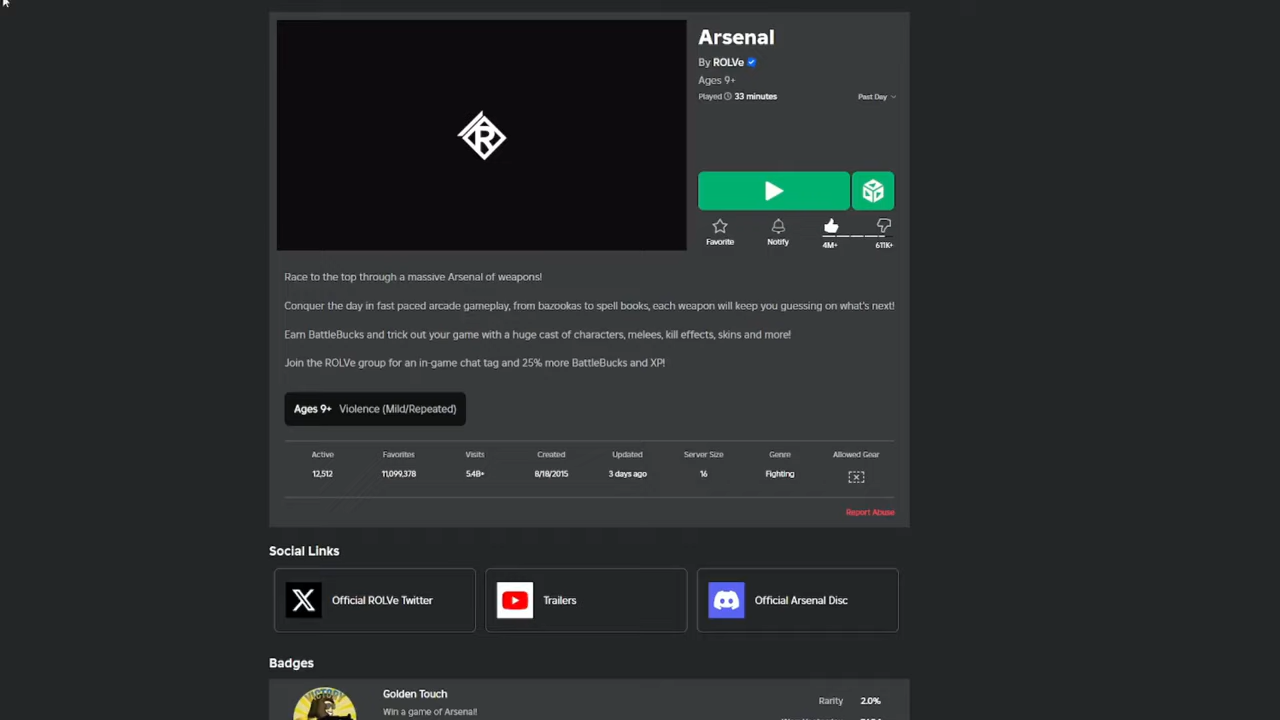 Arsenal
By ROLVe
Ages 9+
Played 33 minutes
Past Day
Favorite
Notify
4M+
611K+
Race to the top through a massive Arsenal of weapons!
Conquer the day in fast paced arcade gameplay, from bazookas to spell books, each weapon will keep you guessing on what's next!
Earn BattleBucks and trick out your game with a huge cast of characters, melees, kill effects, skins and more!
Join the ROLVe group for an in-game chat tag and 25% more BattleBucks and XP!
Ages 9+ Violence (Mild/Repeated)
Active Favorites Visits Created Updated Server Size Genre Allowed Gear
12,512 11,099,378 5.4B+ 8/18/2015 3 days ago 16 Fighting
Report Abuse
Social Links
Official ROLVe Twitter
Trailers
Official Arsenal Disc
Badges
Golden Touch
Win a game of Arsenal!
Rarity 2.0%
VICTORY